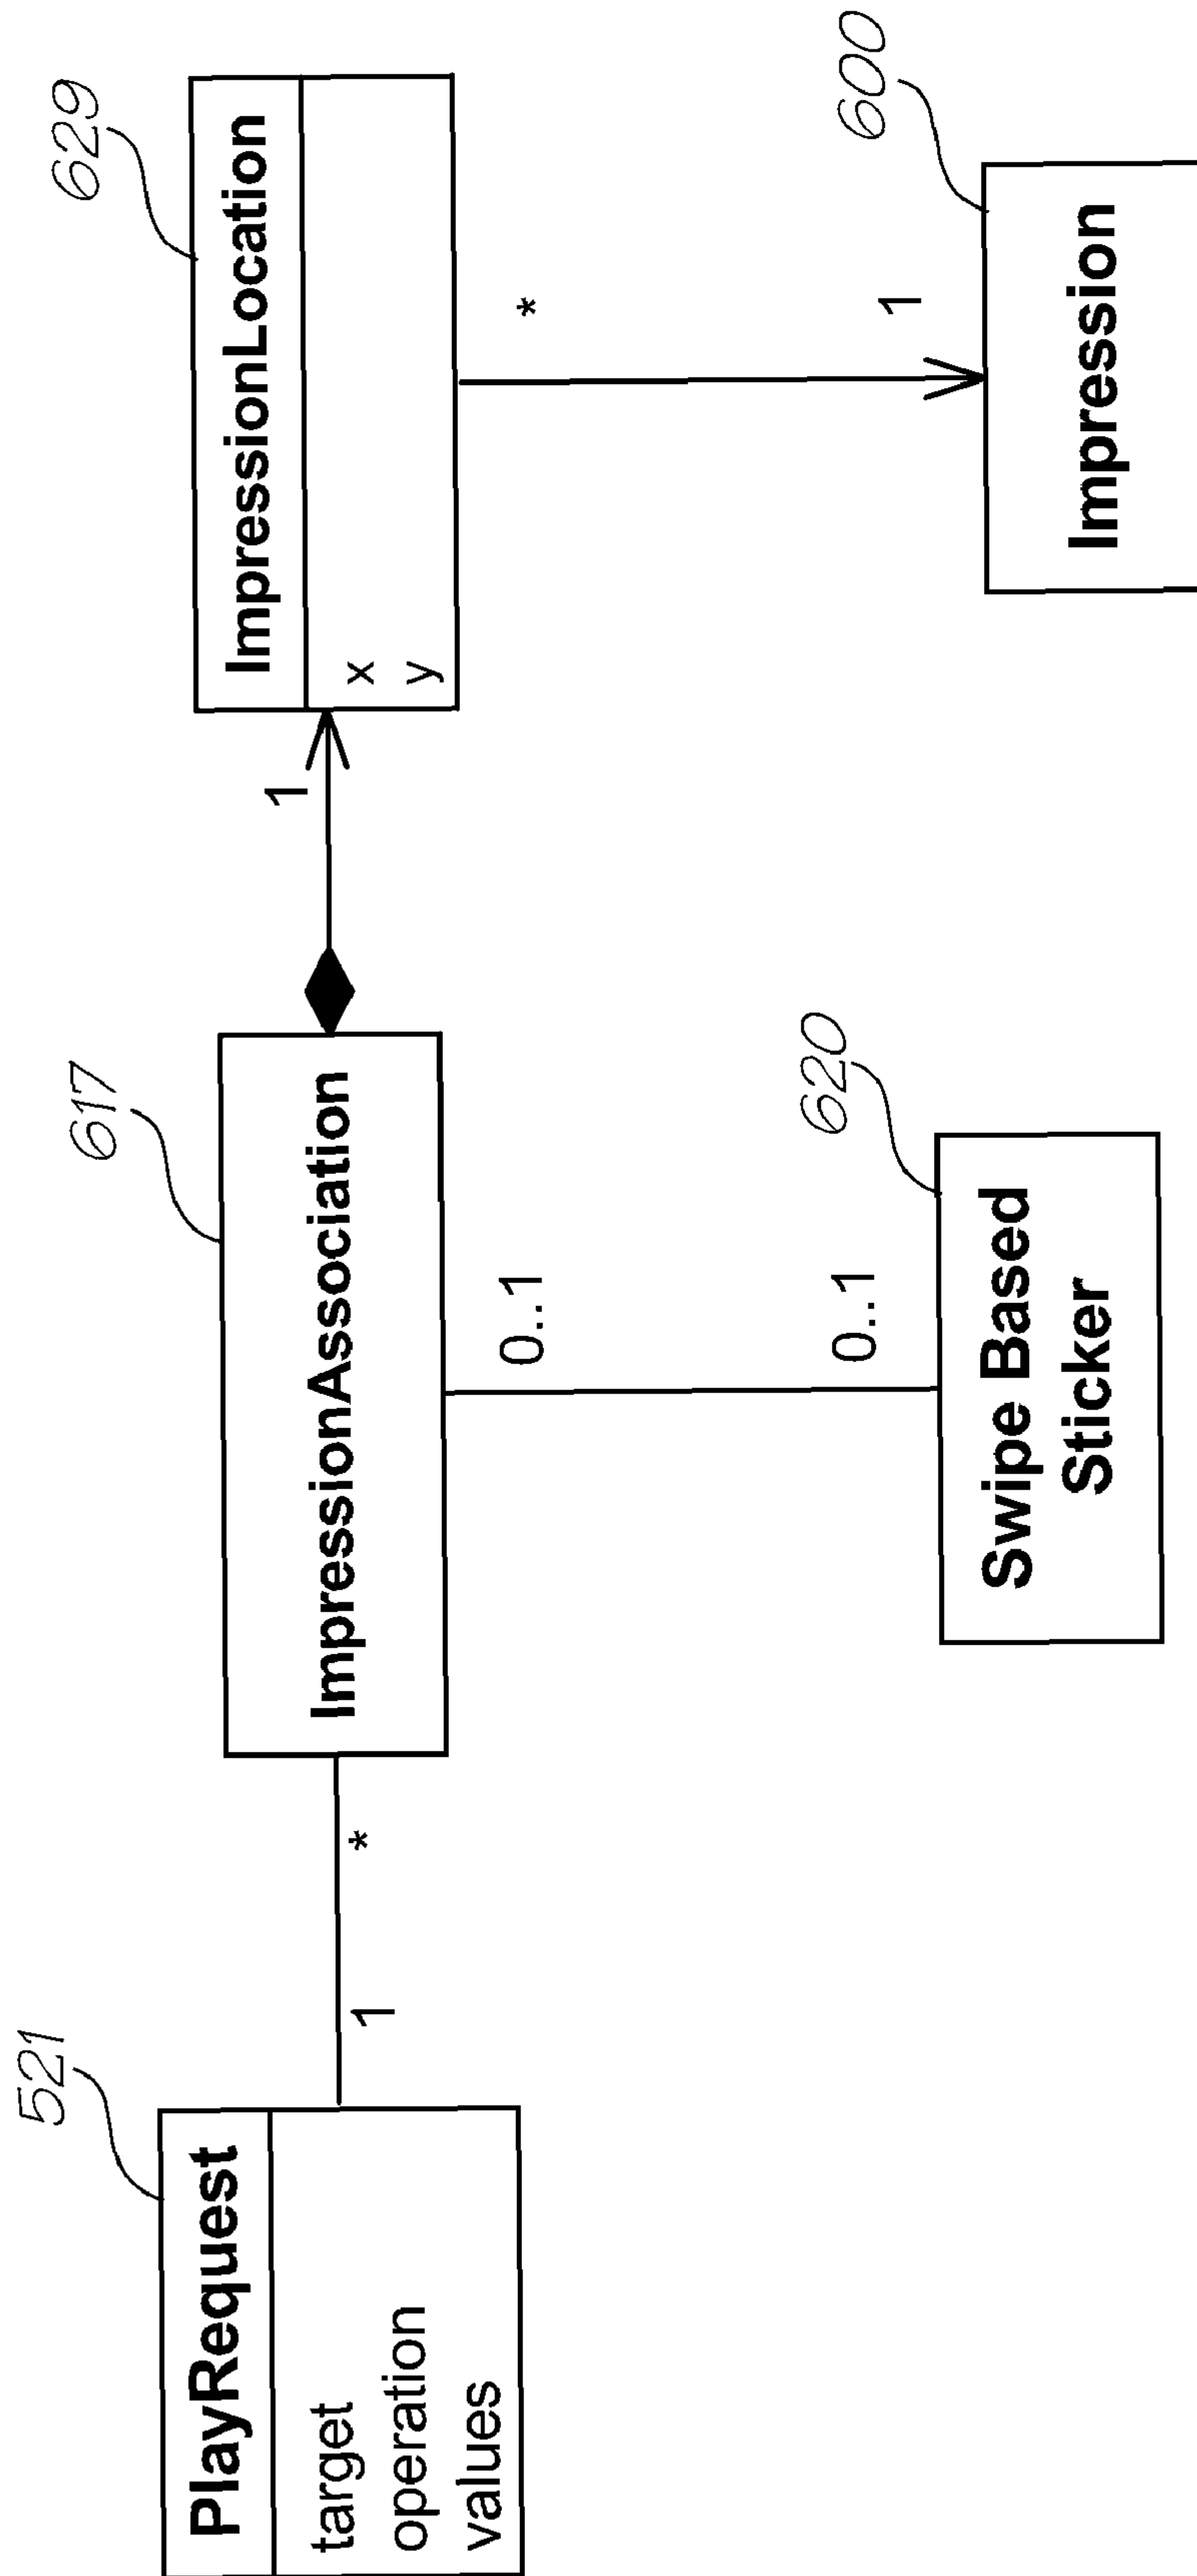 521
PlayRequest
target
operation
values
1
*
617
ImpressionAssociation
1
629
ImpressionLocation
x
y
0..1
0..1
620
Swipe Based
Sticker
*
1
600
Impression